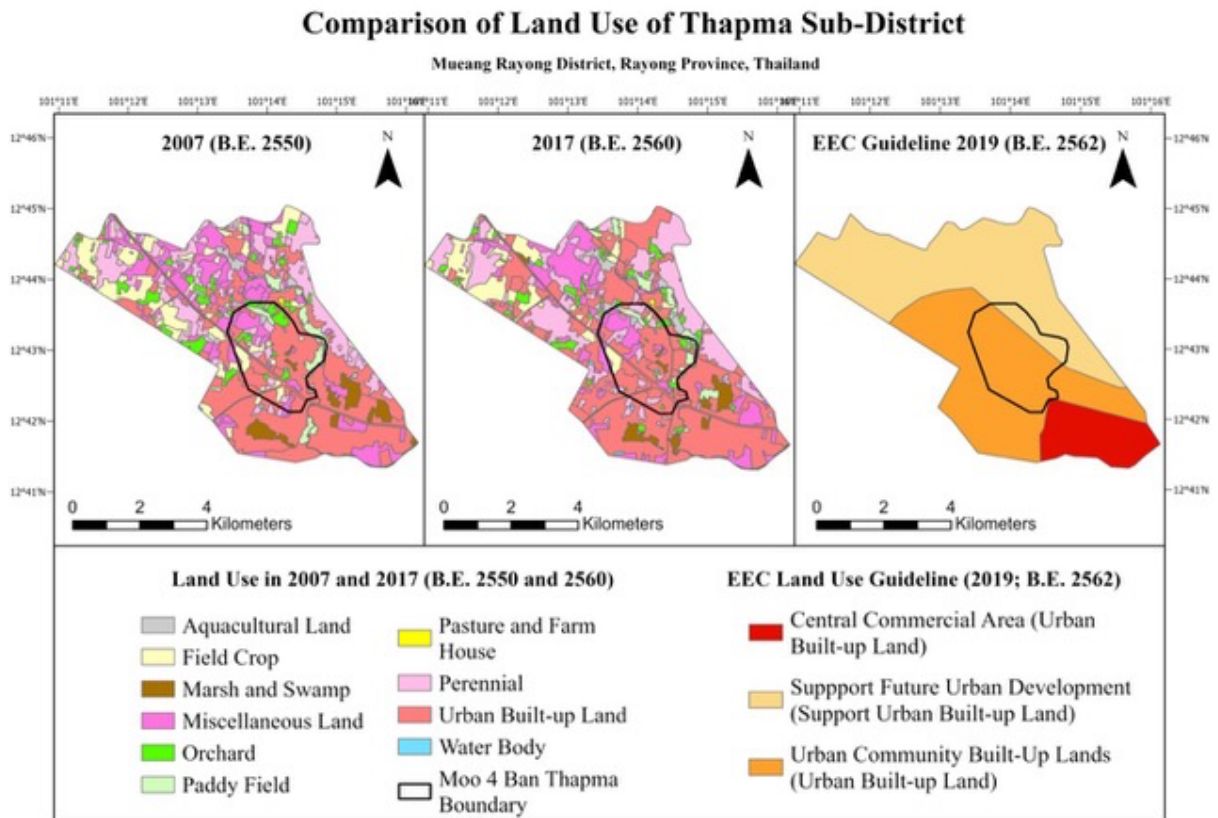 Comparison of Land Use of Thapma Sub-District
Mueang Rayong District, Rayong Province, Thailand
101°11'E 101°12'E 101°13'E 101°14'E 101°15'E 101°11'E 101°12'E 101°13'E 101°14'E 101°15'E 101°11'E 101°12'E 101°13'E 101°14'E 101°15'E 101°16'E
2007 (B.E. 2550)
N
2017 (B.E. 2560)
N
EEC Guideline 2019 (B.E. 2562)
N
12°46'N 12°46'N
12°45'N 12°45'N
12°44'N 12°44'N
12°43'N 12°43'N
12°42'N 12°42'N
12°41'N 12°41'N
0 2 4
Kilometers
0 2 4
Kilometers
0 2 4
Kilometers
Land Use in 2007 and 2017 (B.E. 2550 and 2560)
Aquacultural Land
Field Crop
Marsh and Swamp
Miscellaneous Land
Orchard
Paddy Field
Pasture and Farm
House
Perennial
Urban Built-up Land
Water Body
Moo 4 Ban Thapma
Boundary
EEC Land Use Guideline (2019; B.E. 2562)
Central Commercial Area (Urban
Built-up Land)
Suppport Future Urban Development
(Support Urban Built-up Land)
Urban Community Built-Up Lands
(Urban Built-up Land)